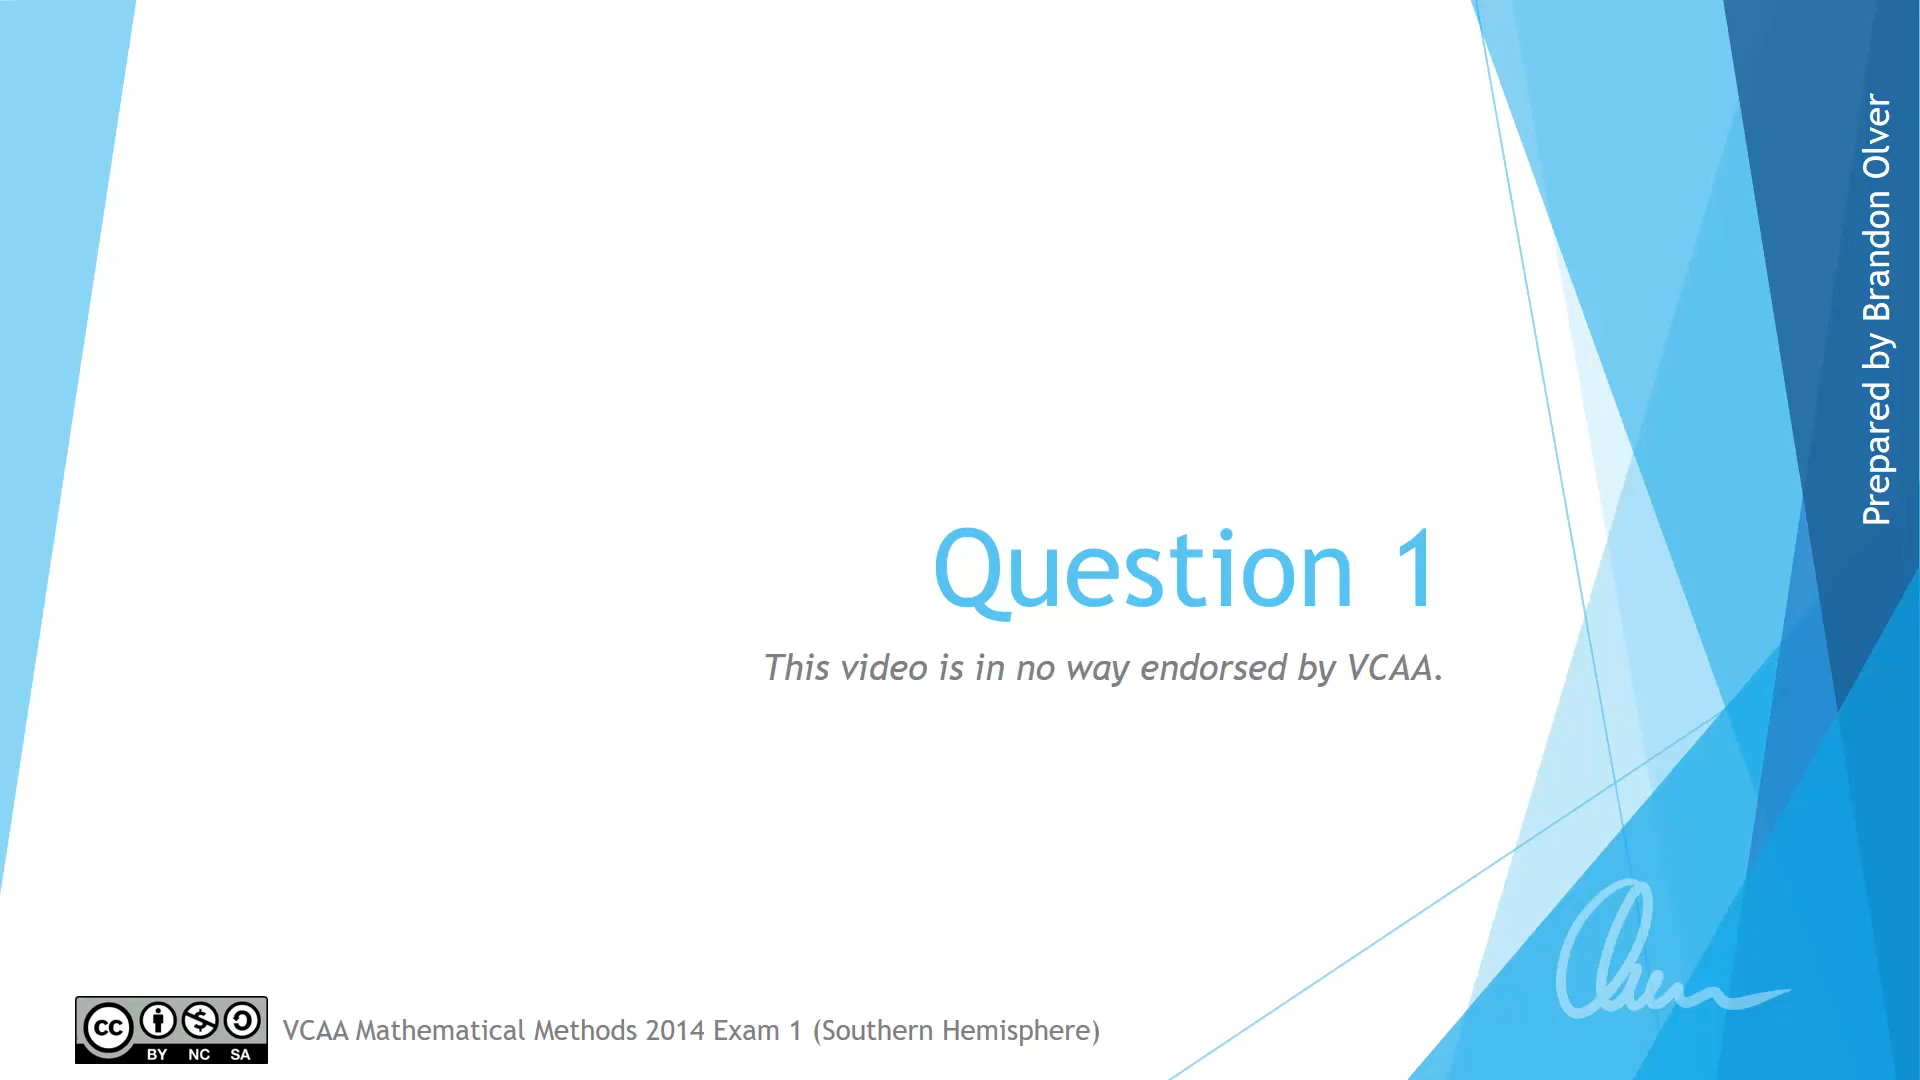 Prepared by Brandon Olver
Question 1
This video is in no way endorsed by VCAA.
cc
BY NC SA
VCAA Mathematical Methods 2014 Exam 1 (Southern Hemisphere)